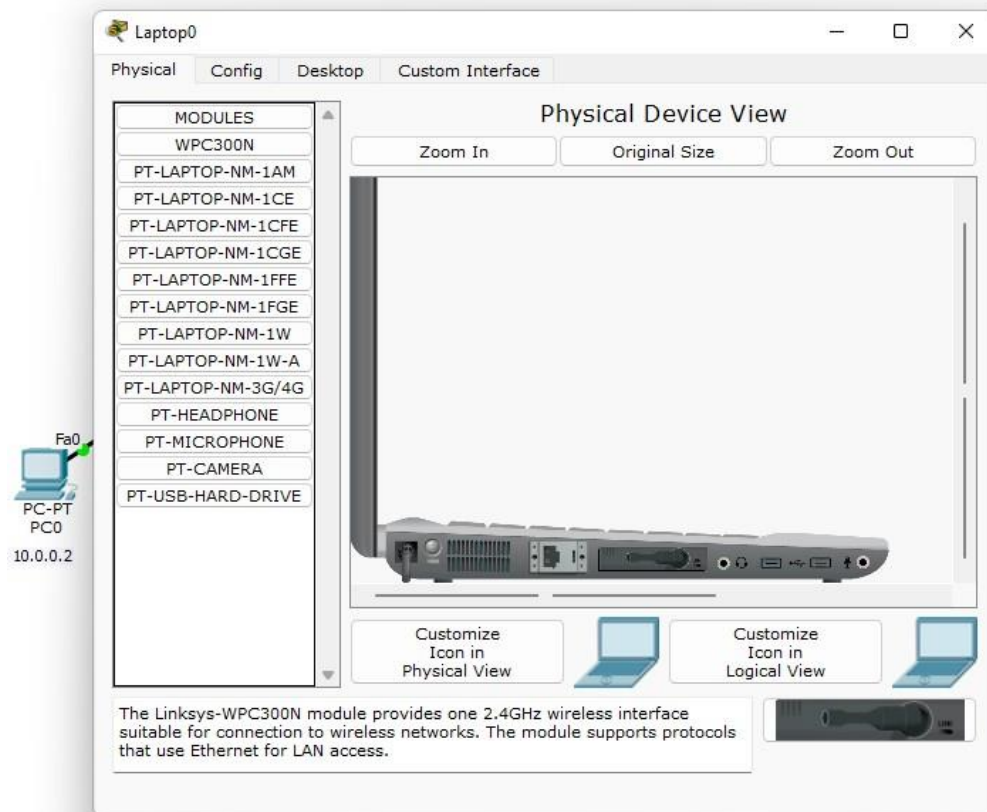 Laptop0
Physical Config Desktop Custom Interface
MODULES
WPC300N
PT-LAPTOP-NM-1AM
PT-LAPTOP-NM-1CE
PT-LAPTOP-NM-1CFE
PT-LAPTOP-NM-1CGE
PT-LAPTOP-NM-1FFE
PT-LAPTOP-NM-1FGE
PT-LAPTOP-NM-1W
PT-LAPTOP-NM-1W-A
PT-LAPTOP-NM-3G/4G
PT-HEADPHONE
PT-MICROPHONE
PT-CAMERA
PT-USB-HARD-DRIVE
Physical Device View
Zoom In Original Size Zoom Out
Fa0
PC-PT
PC0
10.0.0.2
Customize
Icon in
Physical View
Customize
Icon in
Logical View
The Linksys-WPC300N module provides one 2.4GHz wireless interface
suitable for connection to wireless networks. The module supports protocols
that use Ethernet for LAN access.